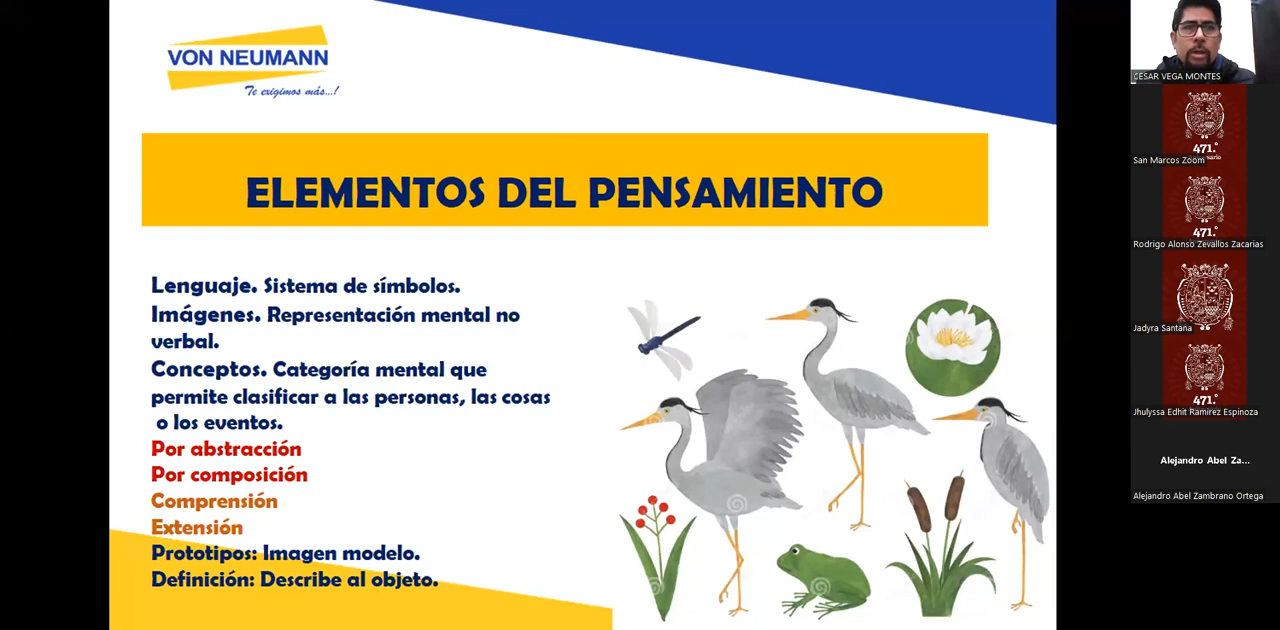 VON NEUMANN
Te exigimos más...!
ELEMENTOS DEL PENSAMIENTO
Lenguaje. Sistema de símbolos.
Imágenes. Representación mental no
verbal.
Conceptos. Categoría mental que
permite clasificar a las personas, las cosas
o los eventos.
Por abstracción
Por composición
Comprensión
Extensión
Prototipos: Imagen modelo.
Definición: Describe al objeto.
CESAR VEGA MONTES
471.°
San Marcos Zoom
471.°
Rodrigo Alonso Zevallos Zacarias
Jadyra Santana
471.°
Jhulyssa Edhit Ramirez Espinoza
Alejandro Abel Za...
Alejandro Abel Zambrano Ortega